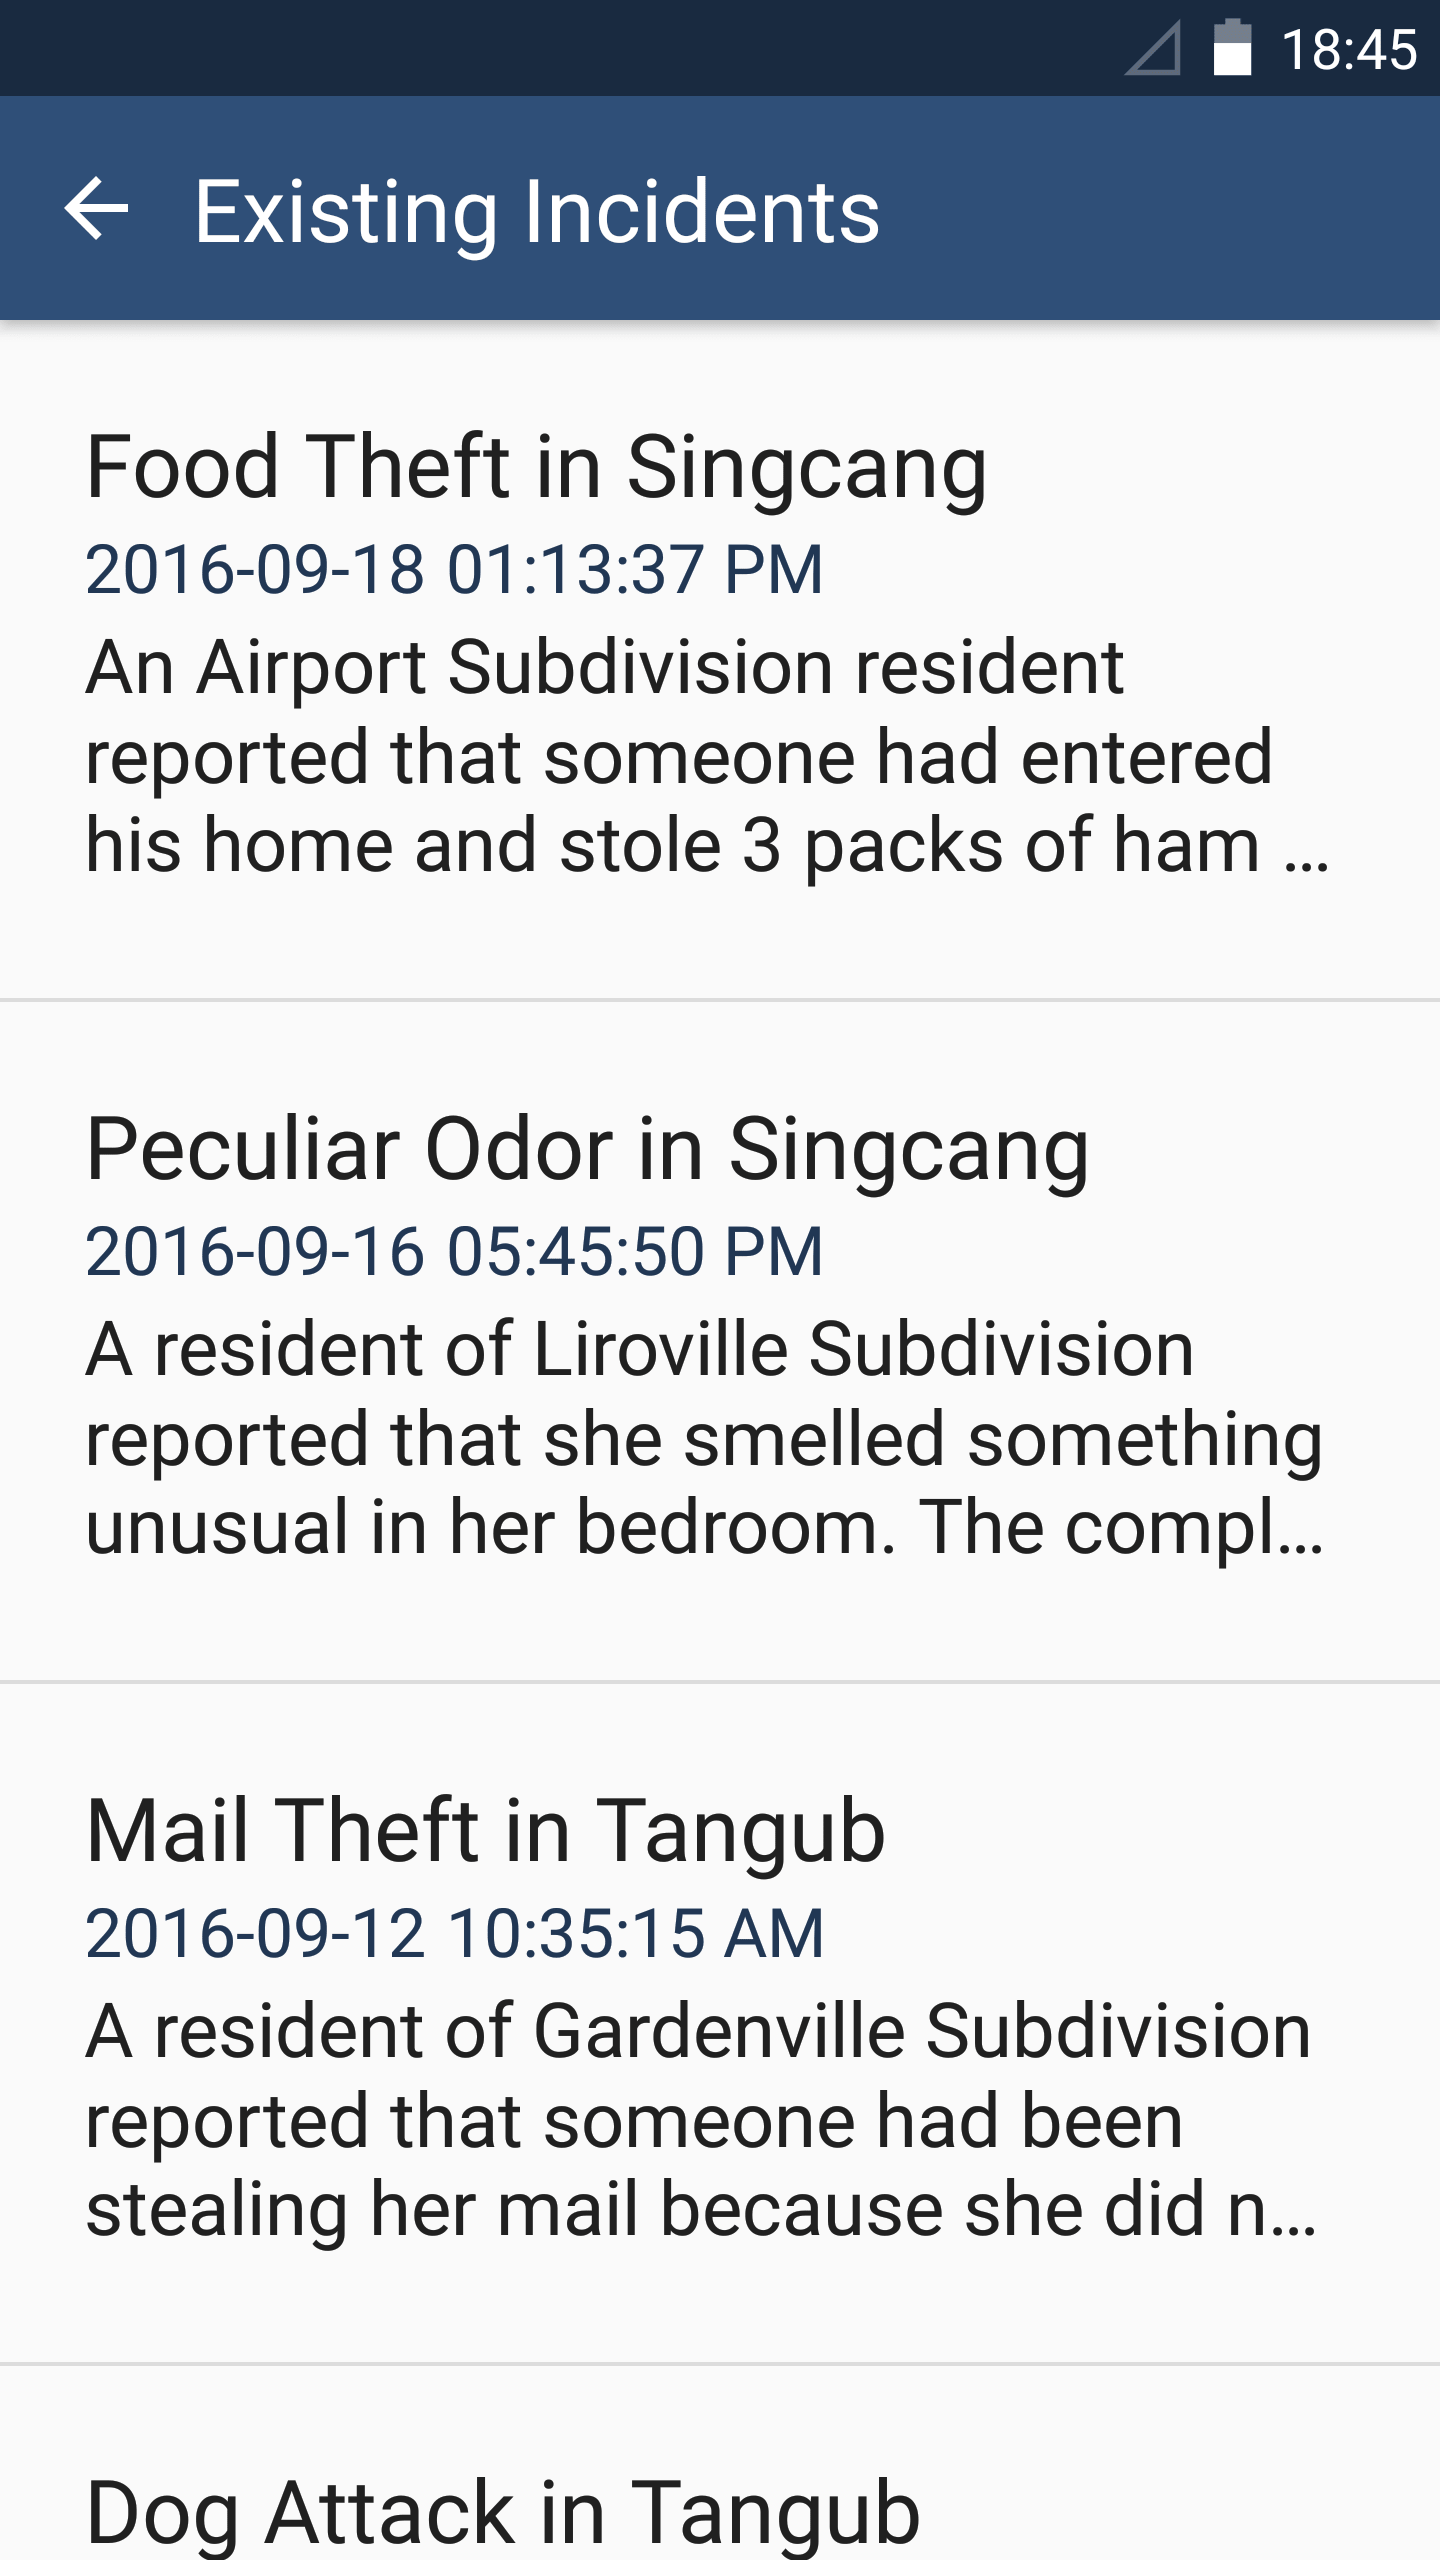 18:45
Existing Incidents
Food Theft in Singcang
2016-09-18 01:13:37 PM
An Airport Subdivision resident
reported that someone had entered
his home and stole 3 packs of ham ...
Peculiar Odor in Singcang
2016-09-16 05:45:50 PM
A resident of Liroville Subdivision
reported that she smelled something
unusual in her bedroom. The compl...
Mail Theft in Tangub
2016-09-12 10:35:15 AM
A resident of Gardenville Subdivision
reported that someone had been
stealing her mail because she did n...
Dog Attack in Tangub